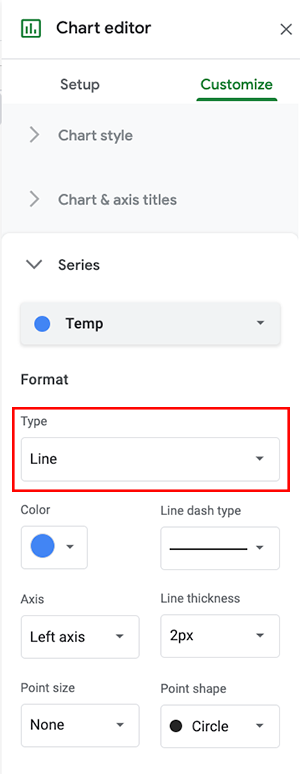 Chart editor
Setup Customize
Chart style
Chart & axis titles
Series
Temp
Format
Type
Line
Color Line dash type
Axis Line thickness
Left axis 2px
Point size Point shape
None Circle